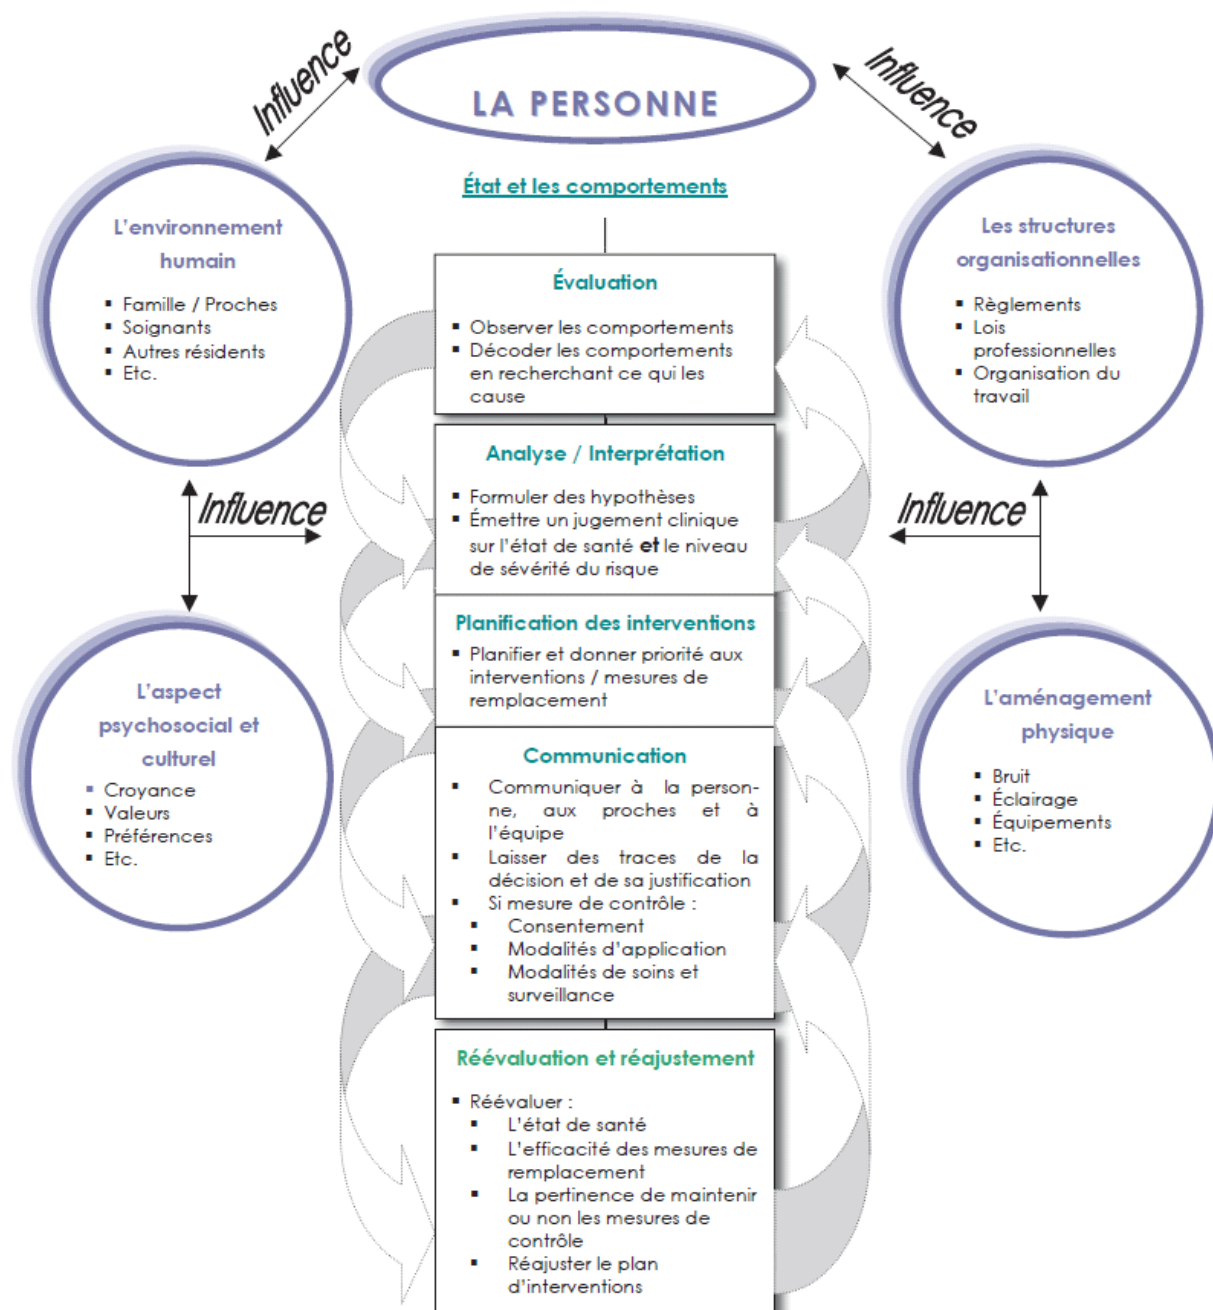 Influence
LA PERSONNE
Influence
État et les comportements
L'environnement
humain
▪ Famille / Proches
▪ Soignants
▪ Autres résidents
▪ Etc.
Les structures
organisationnelles
▪ Règlements
▪ Lois
professionnelles
▪ Organisation du
travail
Évaluation
▪ Observer les comportements
▪ Décoder les comportements
en recherchant ce qui les
cause
Analyse / Interprétation
▪ Formuler des hypothèses
▪ Émettre un jugement clinique
sur l'état de santé et le niveau
de sévérité du risque
Influence
Influence
Planification des interventions
▪ Planifier et donner priorité aux
interventions / mesures de
remplacement
L'aspect
psychosocial et
culturel
▪ Croyance
▪ Valeurs
▪ Préférences
▪ Etc.
L'aménagement
physique
▪ Bruit
▪ Éclairage
▪ Équipements
▪ Etc.
Communication
▪ Communiquer à la person-
ne, aux proches et à
l'équipe
▪ Laisser des traces de la
décision et de sa justification
▪ Si mesure de contrôle :
▪ Consentement
▪ Modalités d'application
▪ Modalités de soins et
surveillance
Réévaluation et réajustement
▪ Réévaluer :
▪ L'état de santé
▪ L'efficacité des mesures de
remplacement
▪ La pertinence de maintenir
ou non les mesures de
contrôle
▪ Réajuster le plan
d'interventions